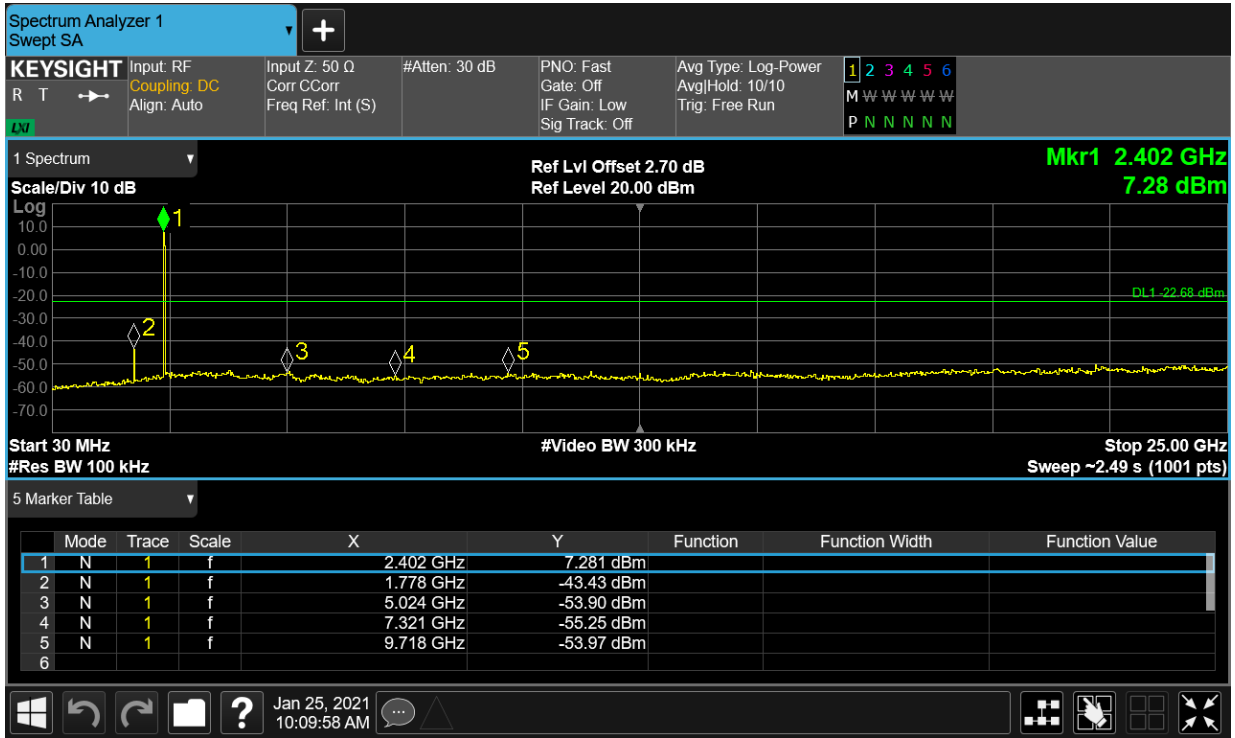 Spectrum Analyzer 1
Swept SA
KEYSIGHT
R T
LXI
Input: RF
Coupling: DC
Align: Auto
Input Z: 50 Ω
Corr CCorr
Freq Ref: Int (S)
#Atten: 30 dB
PNO: Fast
Gate: Off
IF Gain: Low
Sig Track: Off
Avg Type: Log-Power
Avg|Hold: 10/10
Trig: Free Run
1 2 3 4 5 6
M W W W W W
P N N N N N
1 Spectrum
Scale/Div 10 dB
Ref Lvl Offset 2.70 dB
Ref Level 20.00 dBm
Mkr1 2.402 GHz
7.28 dBm
Log
10.0
0.00
-10.0
-20.0
-30.0
-40.0
-50.0
-60.0
-70.0
1
2
3
4
5
DL1 -22.68 dBm
Start 30 MHz
#Res BW 100 kHz
#Video BW 300 kHz
Stop 25.00 GHz
Sweep ~2.49 s (1001 pts)
5 Marker Table
Mode Trace Scale X Y Function Function Width Function Value
1 N 1 f 2.402 GHz 7.281 dBm
2 N 1 f 1.778 GHz -43.43 dBm
3 N 1 f 5.024 GHz -53.90 dBm
4 N 1 f 7.321 GHz -55.25 dBm
5 N 1 f 9.718 GHz -53.97 dBm
6
?
Jan 25, 2021
10:09:58 AM